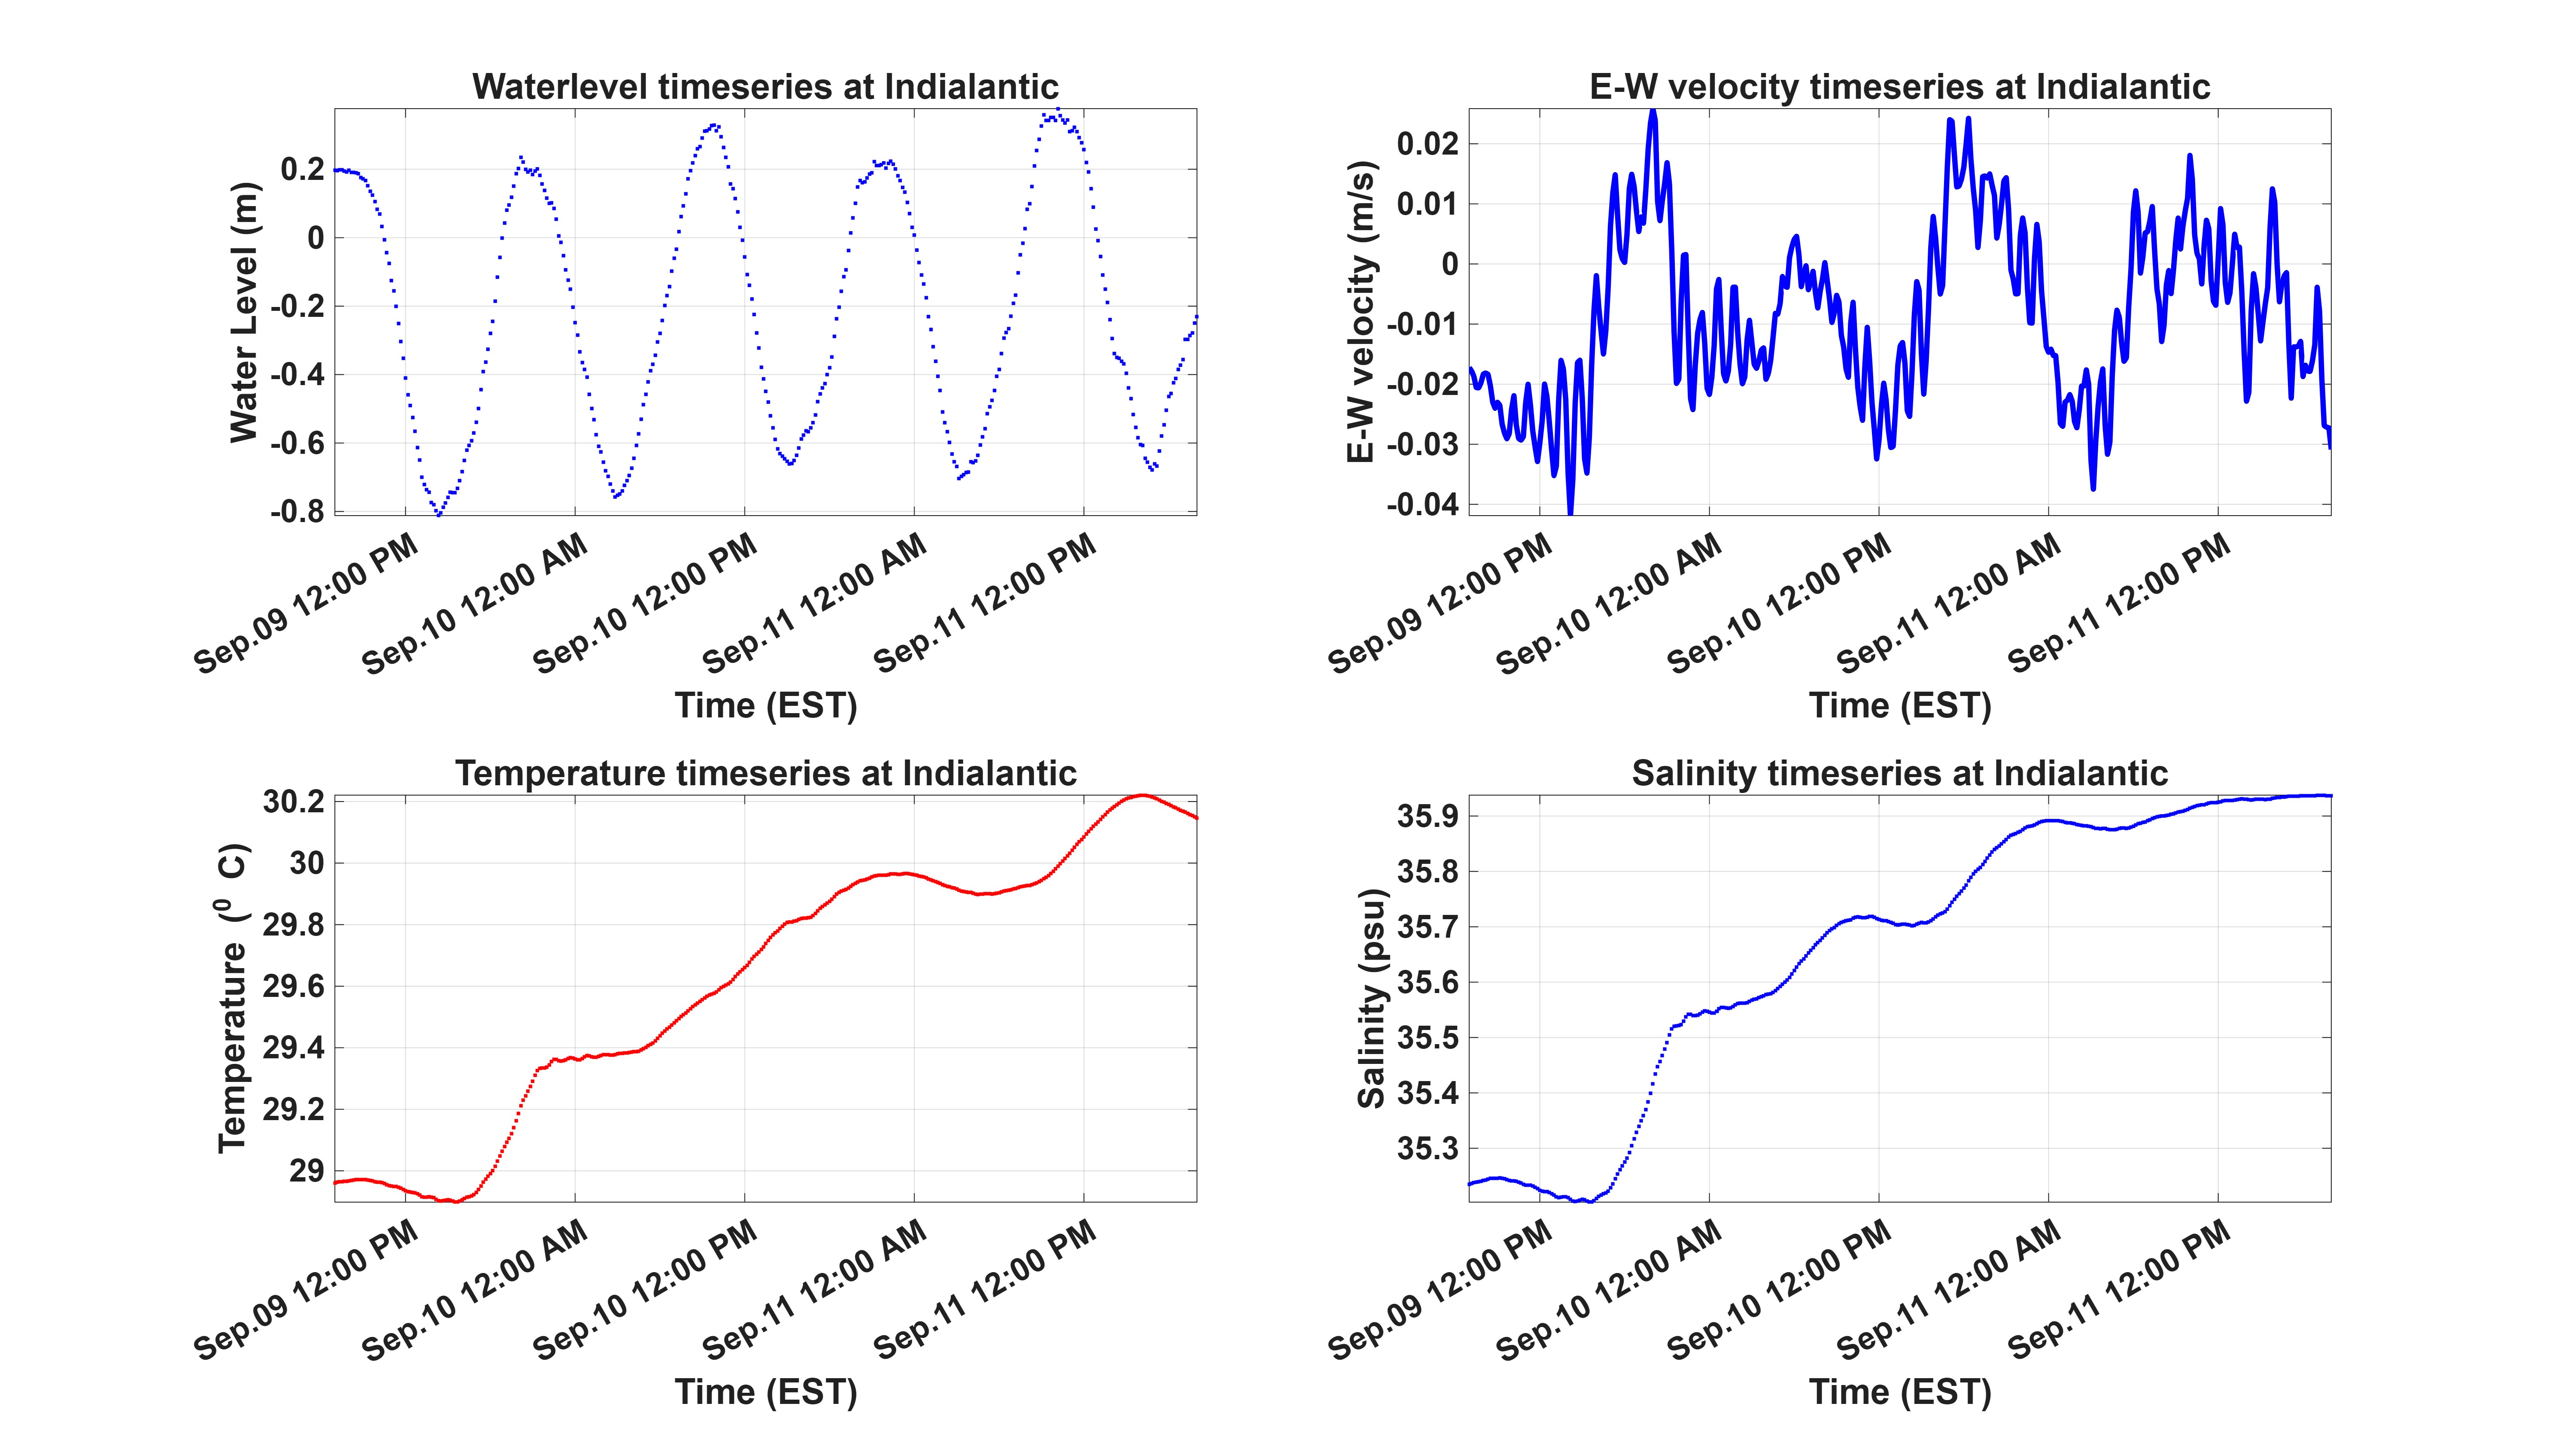 Waterlevel timeseries at Indialantic
Water Level (m)
0.2
0
-0.2
-0.4
-0.6
-0.8
Sep.09 12:00 PM
Sep.10 12:00 AM
Sep.10 12:00 PM
Sep.11 12:00 AM
Sep.11 12:00 PM
Time (EST)
E-W velocity timeseries at Indialantic
E-W velocity (m/s)
0.02
0.01
0
-0.01
-0.02
-0.03
-0.04
Sep.09 12:00 PM
Sep.10 12:00 AM
Sep.10 12:00 PM
Sep.11 12:00 AM
Sep.11 12:00 PM
Time (EST)
Temperature timeseries at Indialantic
Temperature (⁰ C)
30.2
30
29.8
29.6
29.4
29.2
29
Sep.09 12:00 PM
Sep.10 12:00 AM
Sep.10 12:00 PM
Sep.11 12:00 AM
Sep.11 12:00 PM
Time (EST)
Salinity timeseries at Indialantic
Salinity (psu)
35.9
35.8
35.7
35.6
35.5
35.4
35.3
Sep.09 12:00 PM
Sep.10 12:00 AM
Sep.10 12:00 PM
Sep.11 12:00 AM
Sep.11 12:00 PM
Time (EST)